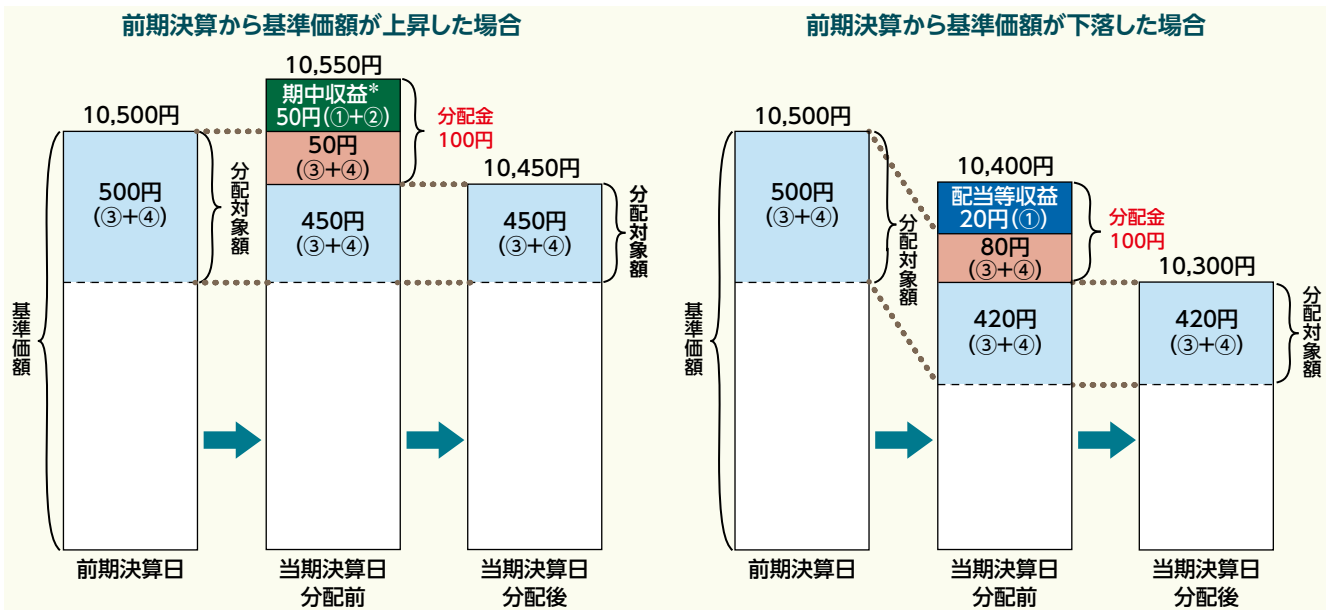 前期決算から基準価額が上昇した場合
10,500円
500円
(③+④)
分配対象額
基準価額
前期決算日
10,550円
期中収益*
50円(①+②)
50円
(③+④)
450円
(③+④)
分配金
100円
当期決算日
分配前
10,450円
450円
(③+④)
分配対象額
当期決算日
分配後
前期決算から基準価額が下落した場合
10,500円
500円
(③+④)
分配対象額
基準価額
前期決算日
10,400円
配当等収益
20円(①)
80円
(③+④)
420円
(③+④)
分配金
100円
当期決算日
分配前
10,300円
420円
(③+④)
分配対象額
当期決算日
分配後